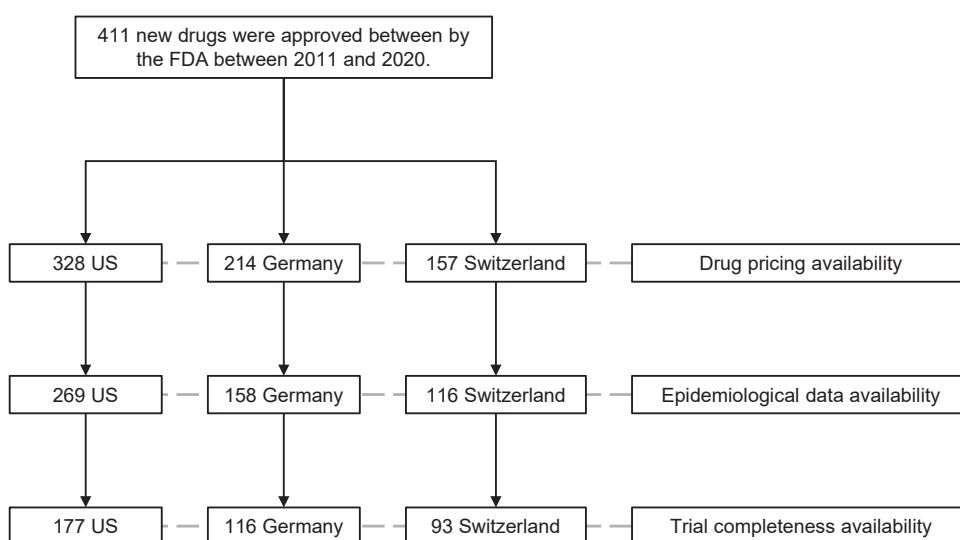 411 new drugs were approved between by
the FDA between 2011 and 2020.
328 US
214 Germany
157 Switzerland
Drug pricing availability
269 US
158 Germany
116 Switzerland
Epidemiological data availability
177 US
116 Germany
93 Switzerland
Trial completeness availability